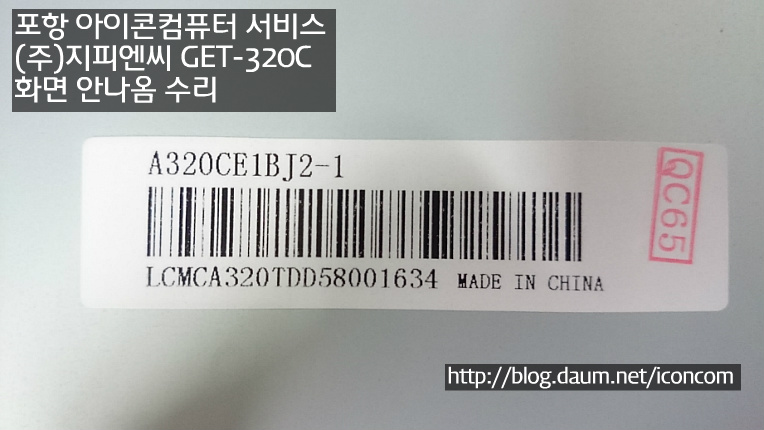 포항 아이콘컴퓨터 서비스
(주)지피엔씨 GET-320C
화면 안나옴 수리
A320CE1BJ2-1
QC65
LCMCA320TDD58001634 MADE IN CHINA
http://blog.daum.net/iconcom